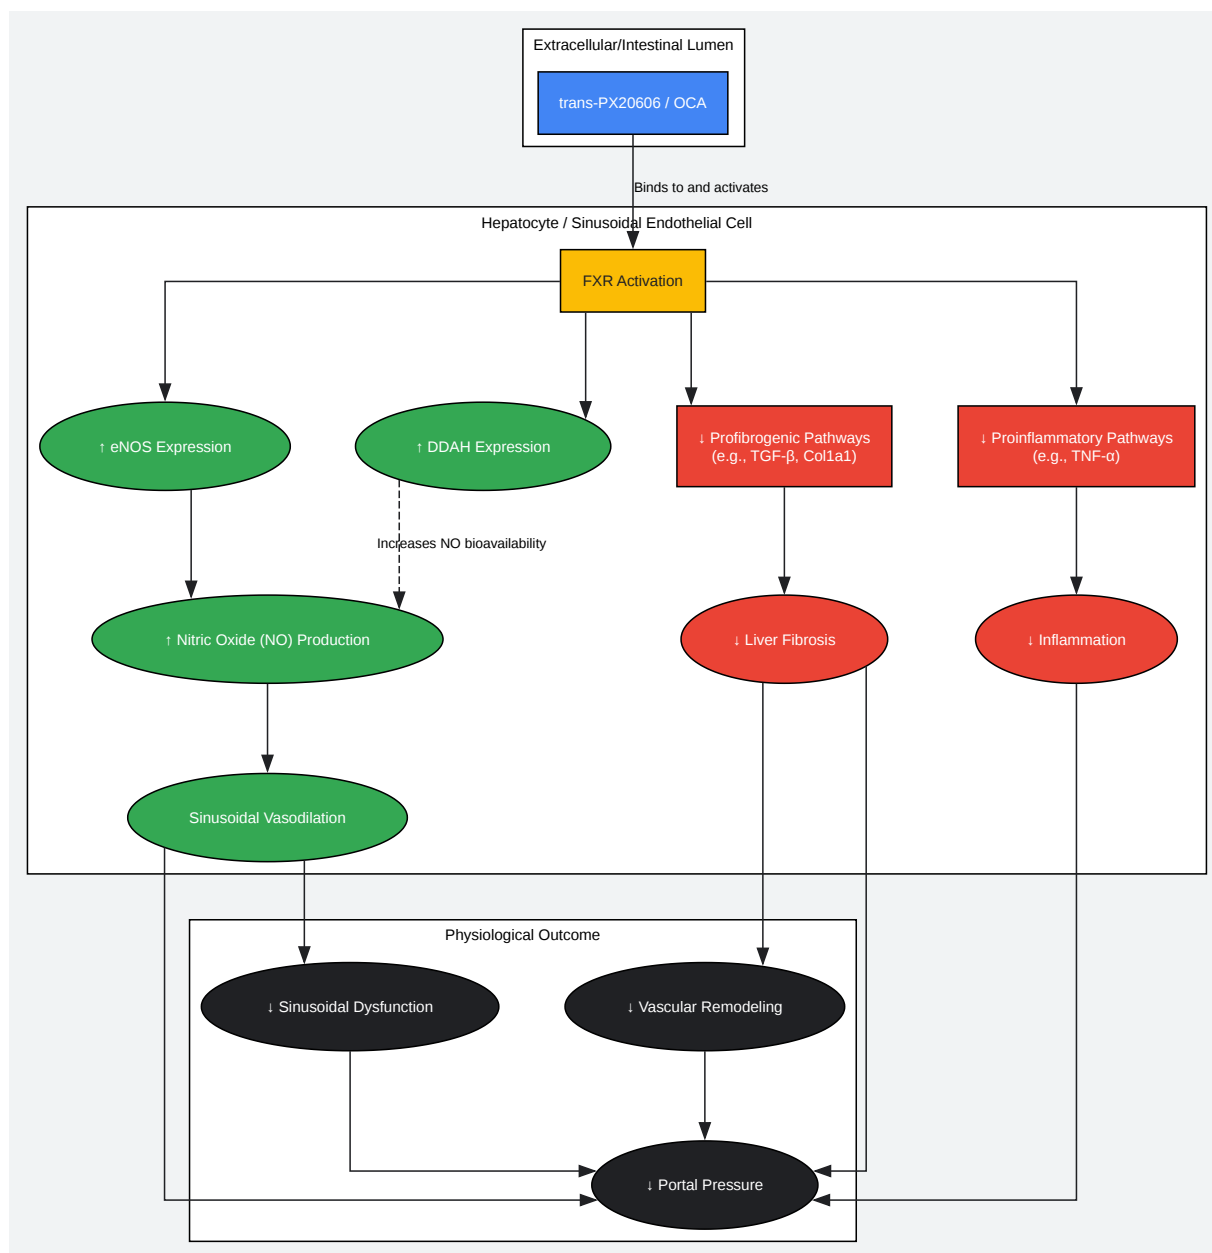 Extracellular/Intestinal Lumen
trans-PX20606 / OCA
Binds to and activates
Hepatocyte / Sinusoidal Endothelial Cell
FXR Activation
↑ eNOS Expression
↑ DDAH Expression
↓ Profibrogenic Pathways
(e.g., TGF-β, Col1a1)
↓ Proinflammatory Pathways
(e.g., TNF-α)
Increases NO bioavailability
↑ Nitric Oxide (NO) Production
↓ Liver Fibrosis
↓ Inflammation
Sinusoidal Vasodilation
Physiological Outcome
↓ Sinusoidal Dysfunction
↓ Vascular Remodeling
↓ Portal Pressure